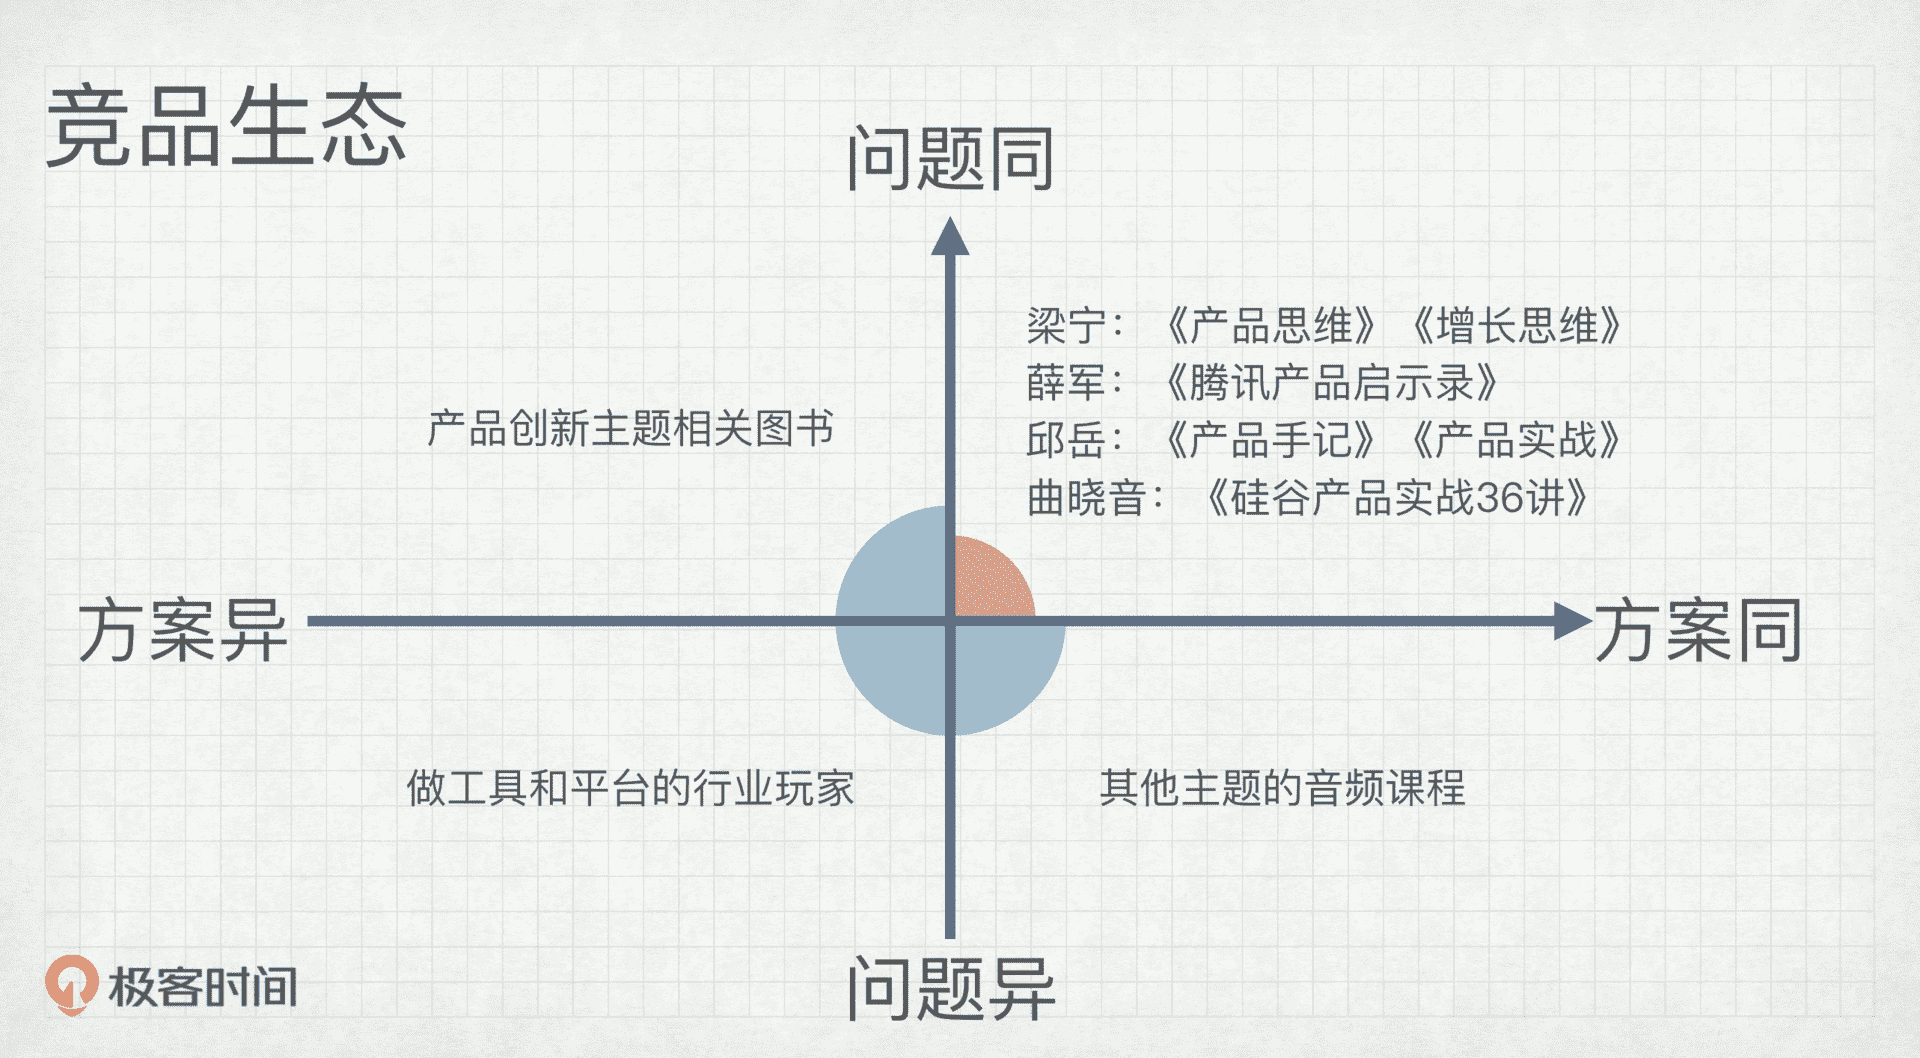 竞品生态
问题同
梁宁：《产品思维》《增长思维》
薛军：《腾讯产品启示录》
邱岳：《产品手记》《产品实战》
曲晓音：《硅谷产品实战36讲》
产品创新主题相关图书
方案异
方案同
做工具和平台的行业玩家
其他主题的音频课程
问题异
极客时间